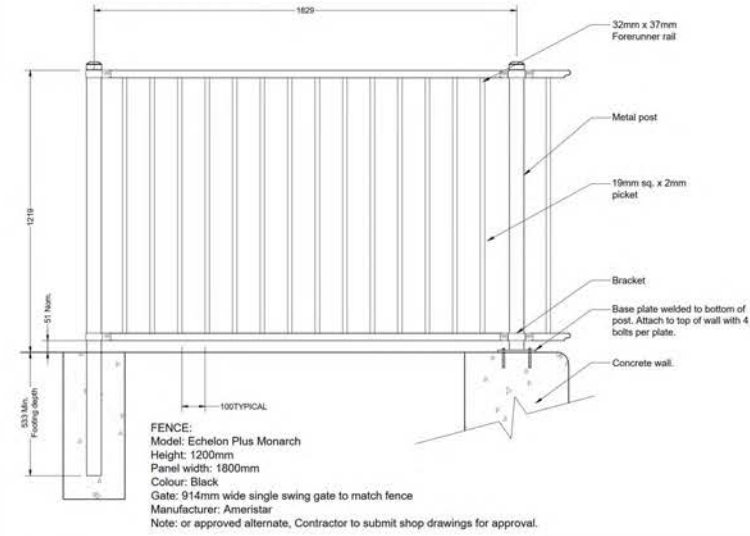 1829
32mm x 37mm
Forerunner rail
Metal post
19mm sq. x 2mm
picket
1219
Bracket
51 Nom.
Base plate welded to bottom of
post. Attach to top of wall with 4
bolts per plate.
Concrete wall.
533 Min.
Footing depth
100TYPICAL
FENCE:
Model: Echelon Plus Monarch
Height: 1200mm
Panel width: 1800mm
Colour: Black
Gate: 914mm wide single swing gate to match fence
Manufacturer: Ameristar
Note: or approved alternate, Contractor to submit shop drawings for approval.